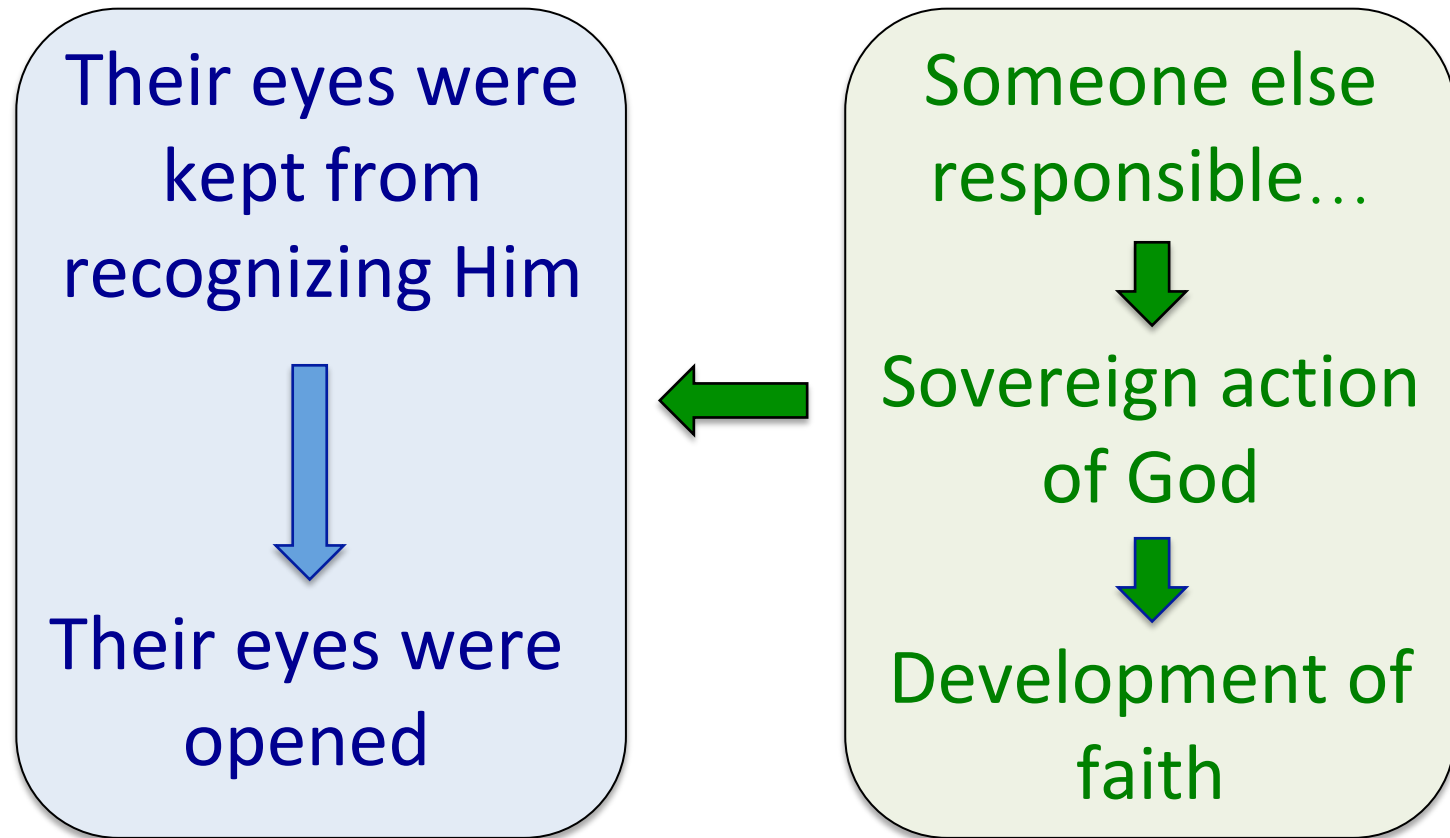 Their eyes were
kept from
recognizing Him
Their eyes were
opened
Someone else
responsible…
Sovereign action
of God
Development of
faith